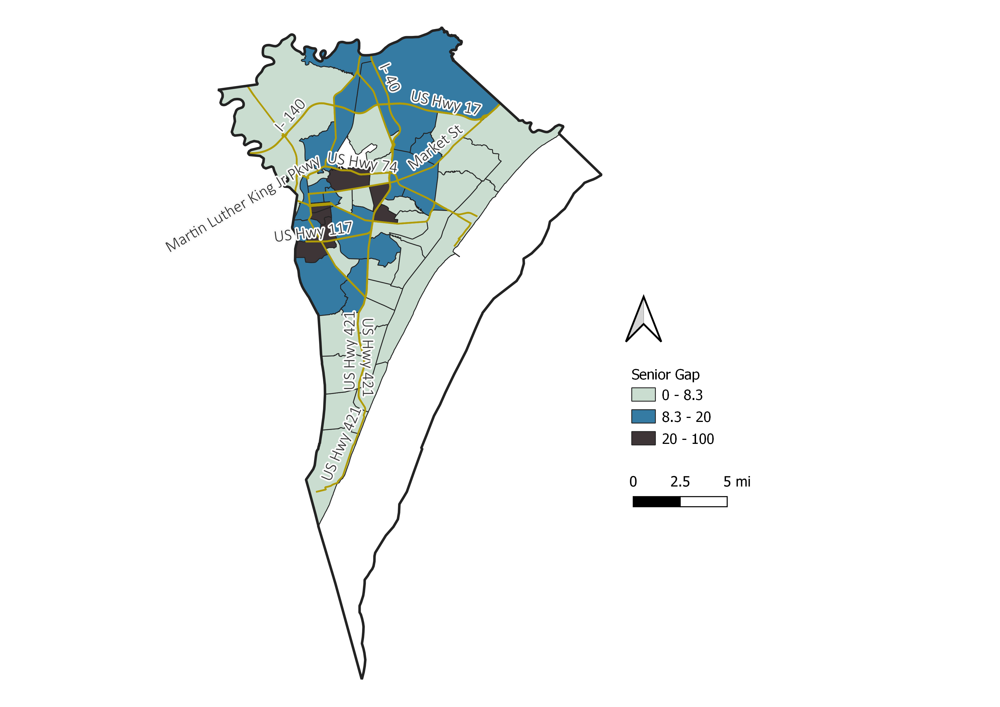 I- 40
US Hwy 17
I- 140
Market St
US Hwy 74
Martin Luther King Jr Pkwy
US Hwy 117
US Hwy 421
US Hwy 421
US Hwy 421
Senior Gap
0 - 8.3
8.3 - 20
20 - 100
0 2.5 5 mi